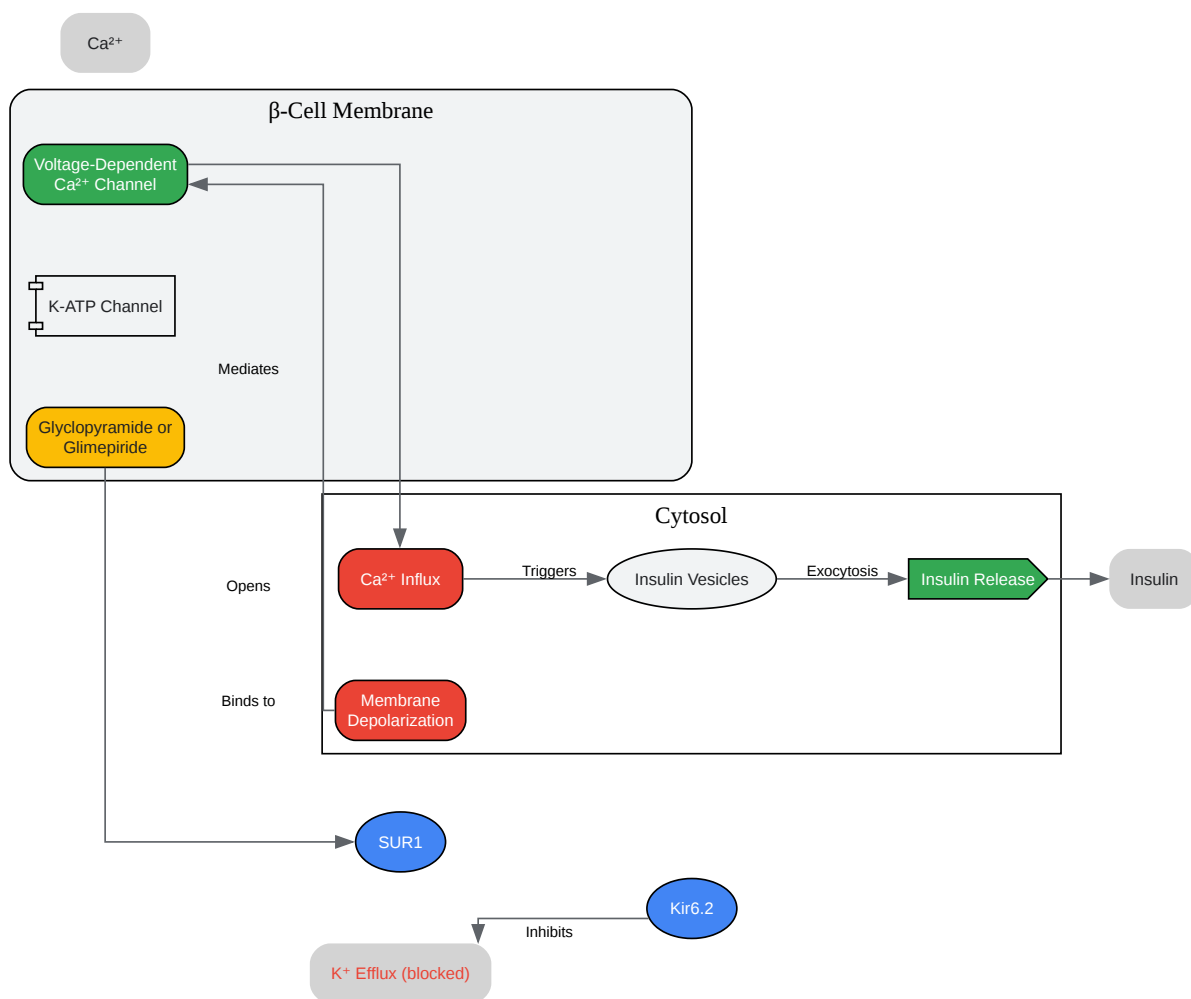 Ca²⁺
β-Cell Membrane
Voltage-Dependent
Ca²⁺ Channel
K-ATP Channel
Mediates
Glyclopyramide or
Glimepiride
Cytosol
Ca²⁺ Influx
Triggers
Insulin Vesicles
Exocytosis
Insulin Release
Insulin
Opens
Binds to
Membrane
Depolarization
SUR1
Kir6.2
Inhibits
K⁺ Efflux (blocked)